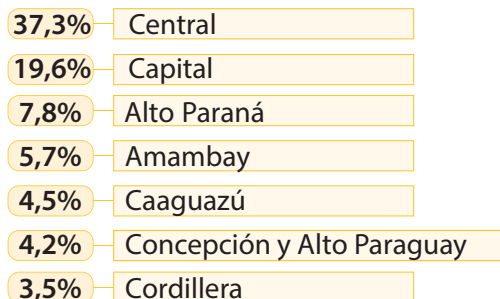 37,3% Central
19,6% Capital
7,8% Alto Paraná
5,7% Amambay
4,5% Caaguazú
4,2% Concepción y Alto Paraguay
3,5% Cordillera